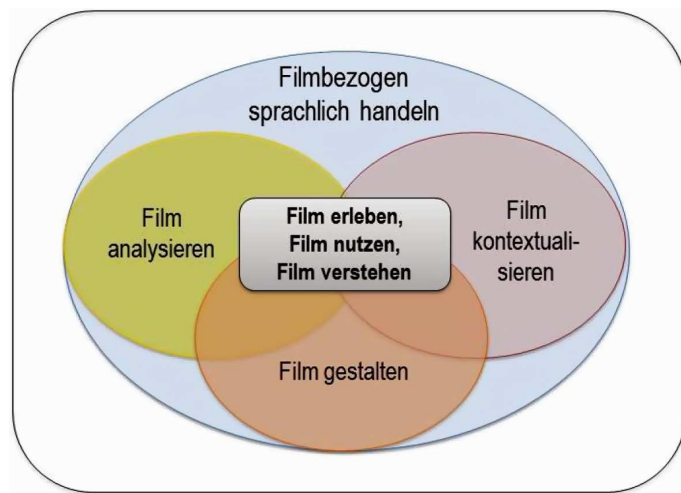 Filmbezogen
sprachlich handeln
Film
analysieren
Film erleben,
Film nutzen,
Film verstehen
Film
kontextuali-
sieren
Film gestalten